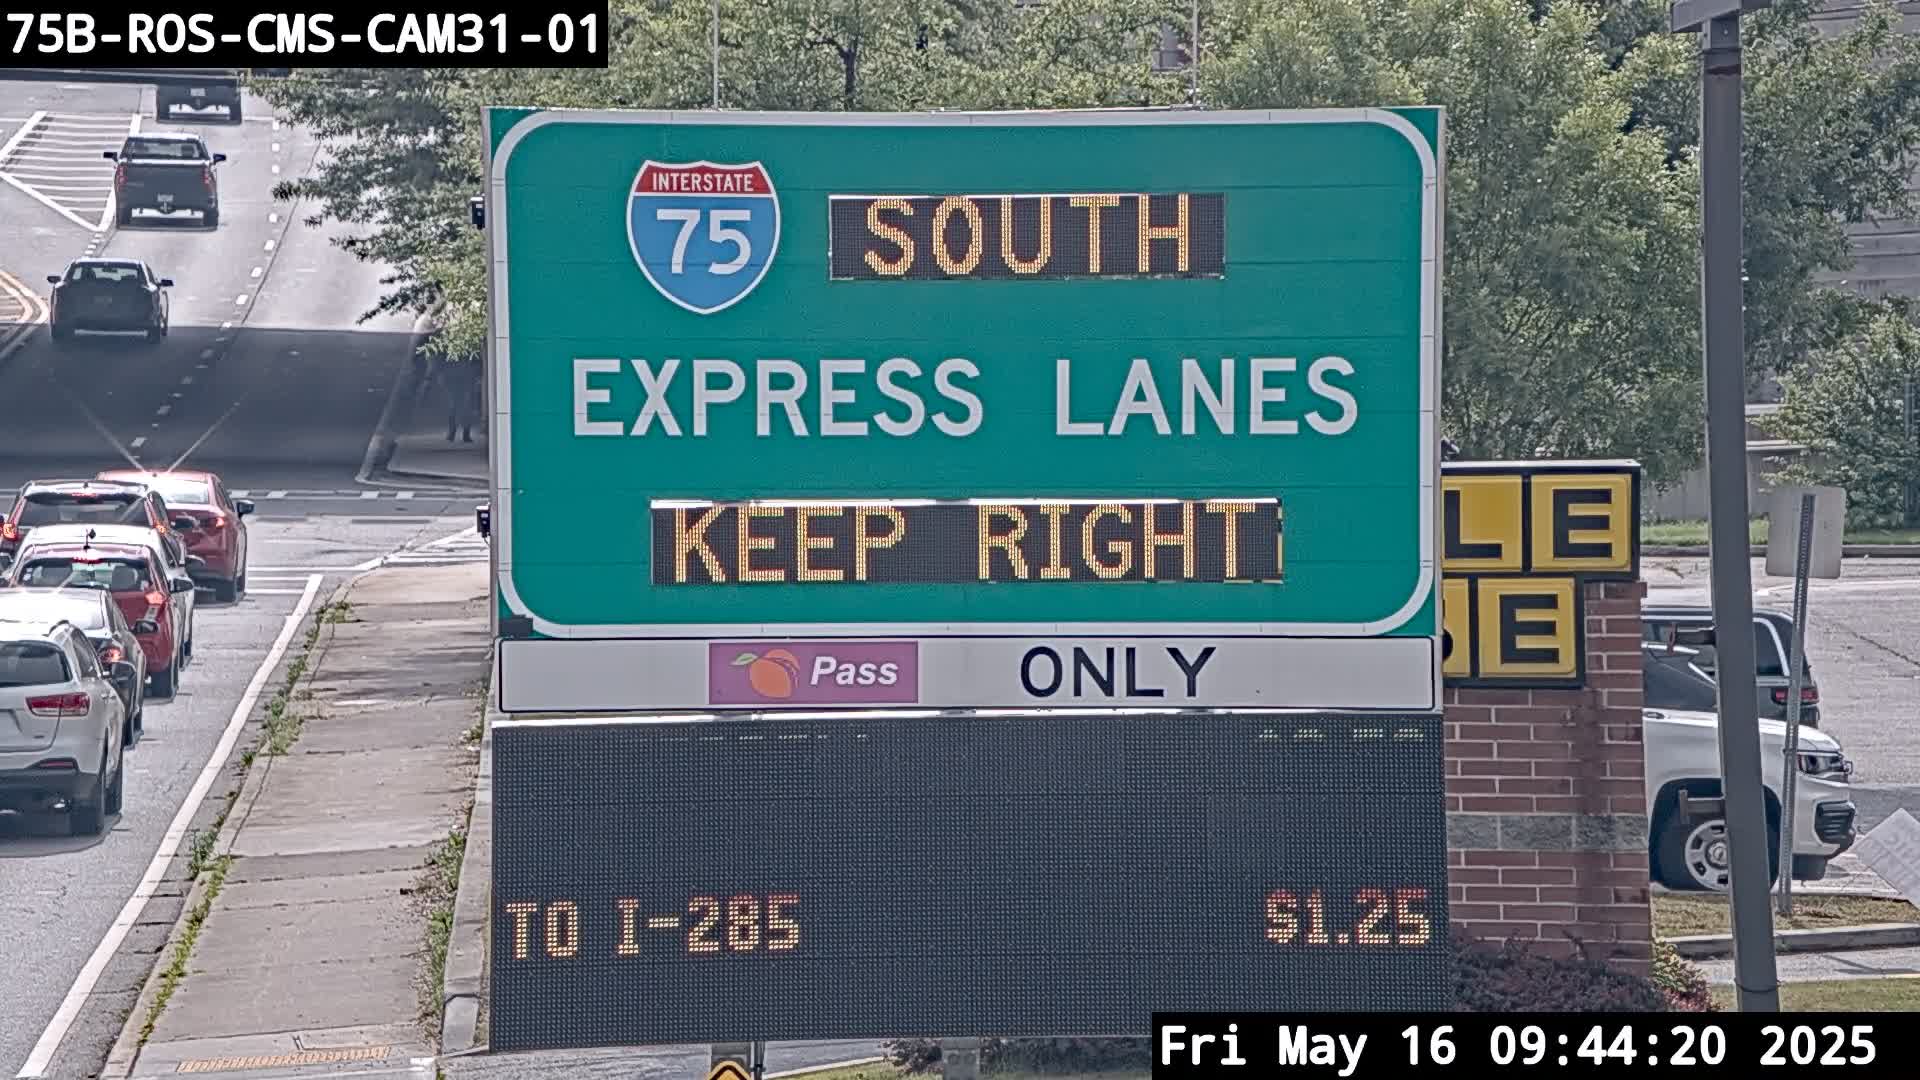 75B-ROS-CMS-CAM31-01
INTERSTATE
75
SOUTH
EXPRESS LANES
KEEP RIGHT
LE
E
Pass
ONLY
TO I-285 $1.25
Fri May 16 09:44:20 2025